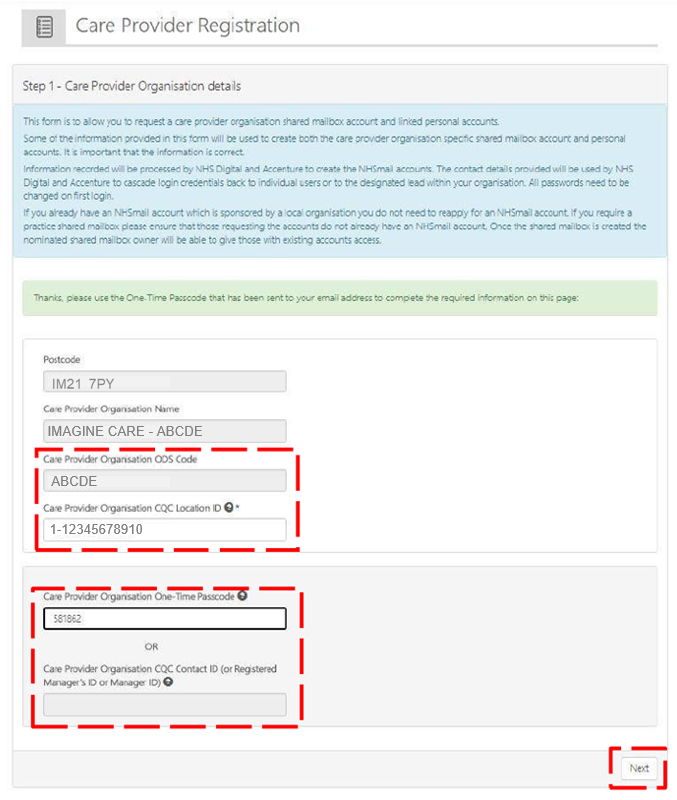 Care Provider Registration
Step 1 - Care Provider Organisation details
This form is to allow you to request a care provider organisation shared mailbox account and linked personal accounts.
Some of the information provided in this form will be used to create both the care provider organisation specific shared mailbox account and personal
accounts. It is important that the information is correct.
Information recorded will be processed by NHS Digital and Accenture to create the NHSmail accounts. The contact details provided will be used by NHS
Digital and Accenture to cascade login credentials back to individual users or to the designated lead within your organisation. All passwords need to be
changed on first login.
If you already have an NHSmail account which is sponsored by a local organisation you do not need to reapply for an NHSmail account. If you require a
practice shared mailbox please ensure that those requesting the accounts do not already have an NHSmail account. Once the shared mailbox is created the
nominated shared mailbox owner will be able to give those with existing accounts access.
Thanks, please use the One-Time Passcode that has been sent to your email address to complete the required information on this page:
Postcode
IM21 7PY
Care Provider Organisation Name
IMAGINE CARE - ABCDE
Care Provider Organisation ODS Code
ABCDE
Care Provider Organisation CQC Location ID ? *
1-12345678910
Care Provider Organisation One-Time Passcode ?
581862
OR
Care Provider Organisation CQC Contact ID (or Registered
Manager's ID or Manager ID) ?
Next